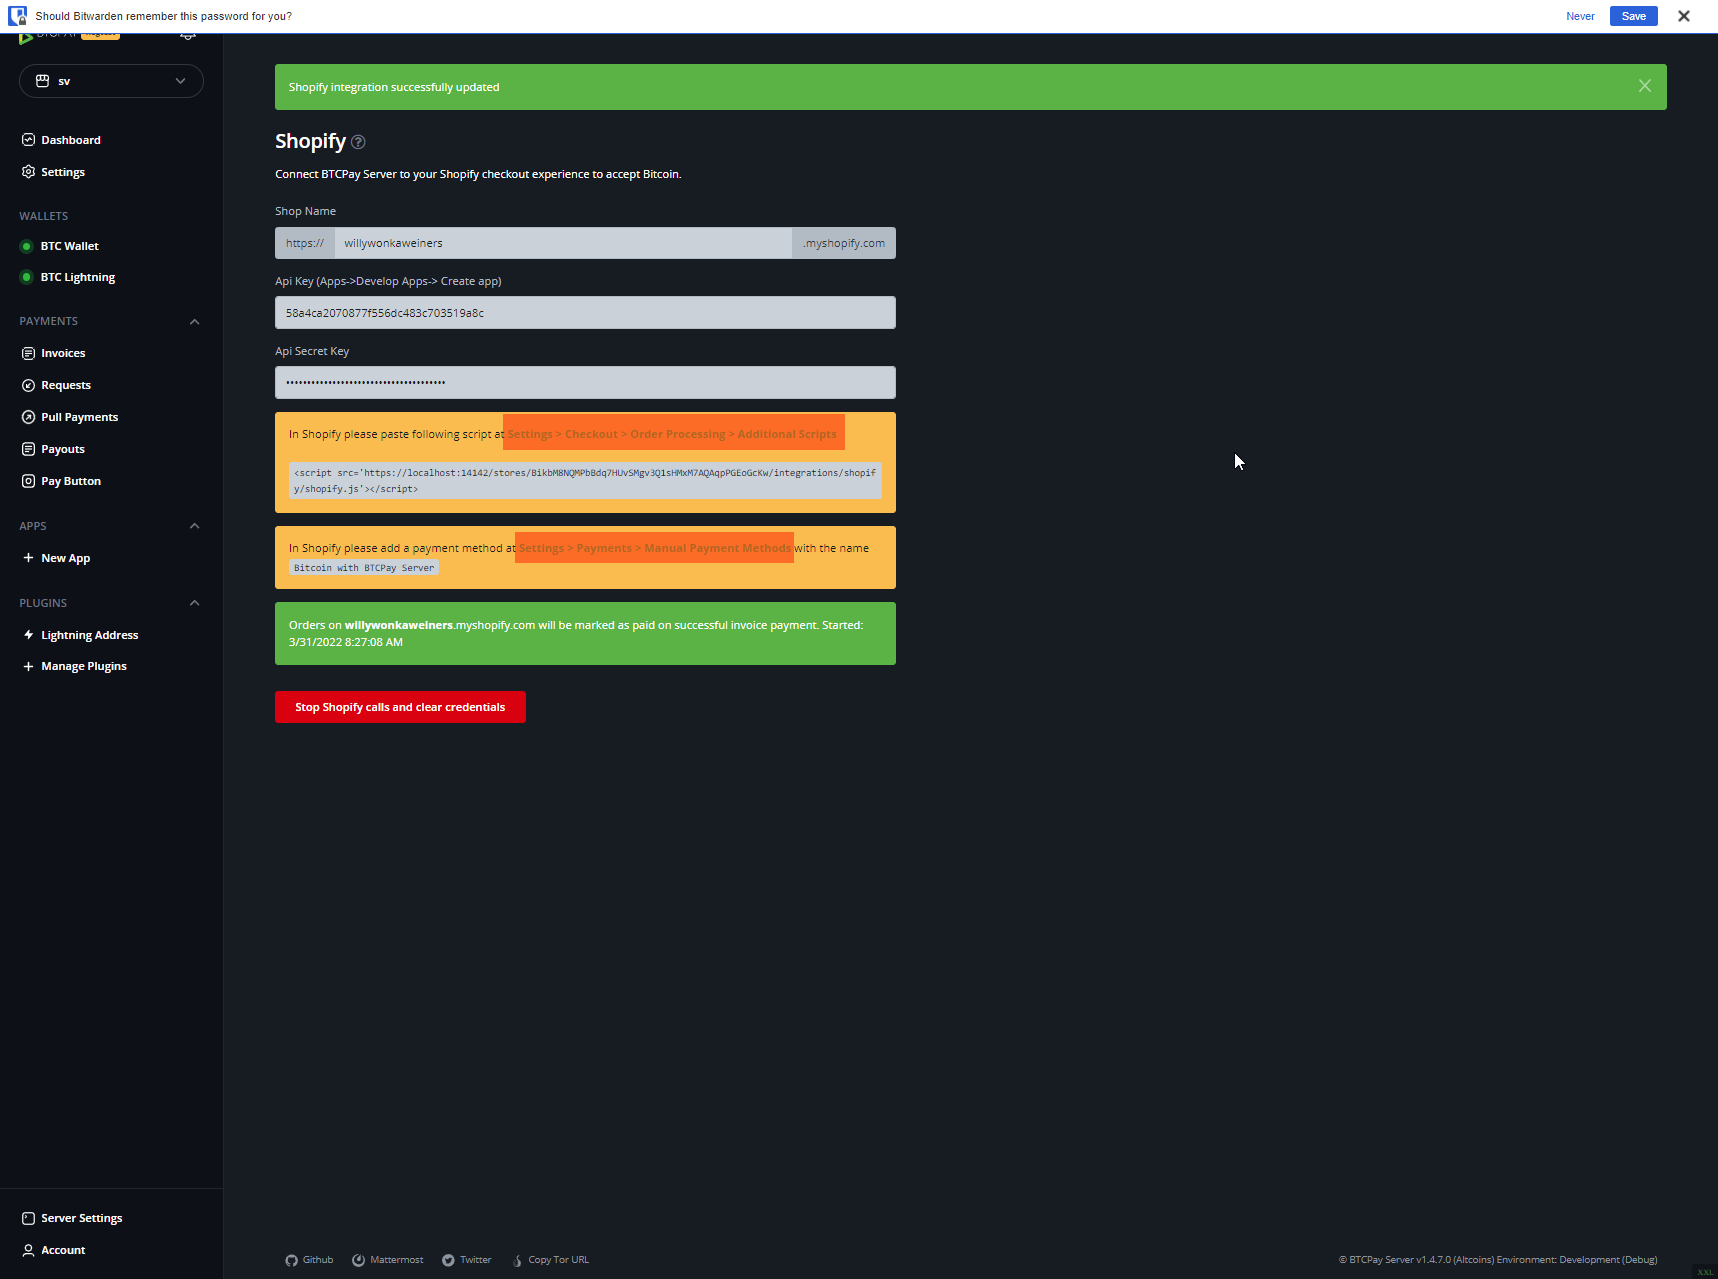 Should Bitwarden remember this password for you?
Never
Save
sv
Dashboard
Settings
WALLETS
BTC Wallet
BTC Lightning
PAYMENTS
Invoices
Requests
Pull Payments
Payouts
Pay Button
APPS
New App
PLUGINS
Lightning Address
Manage Plugins
Server Settings
Account
Shopify integration successfully updated
Shopify
Connect BTCPay Server to your Shopify checkout experience to accept Bitcoin.
Shop Name
https:// willywonkaweiners .myshopify.com
Api Key (Apps->Develop Apps-> Create app)
58a4ca2070877f556dc483c703519a8c
Api Secret Key
In Shopify please paste following script at Settings > Checkout > Order Processing > Additional Scripts
<script src='https://localhost:14142/stores/BikbM8NQMPbBdq7HUvSMgv3Q1sHMxM7AQAqpPGEoGcKw/integrations/shopif
y/shopify.js'></script>
In Shopify please add a payment method at Settings > Payments > Manual Payment Methods with the name
Bitcoin with BTCPay Server
Orders on willywonkaweiners.myshopify.com will be marked as paid on successful invoice payment. Started:
3/31/2022 8:27:08 AM
Stop Shopify calls and clear credentials
Github
Mattermost
Twitter
Copy Tor URL
© BTCPay Server v1.4.7.0 (Altcoins) Environment: Development (Debug)
XXL